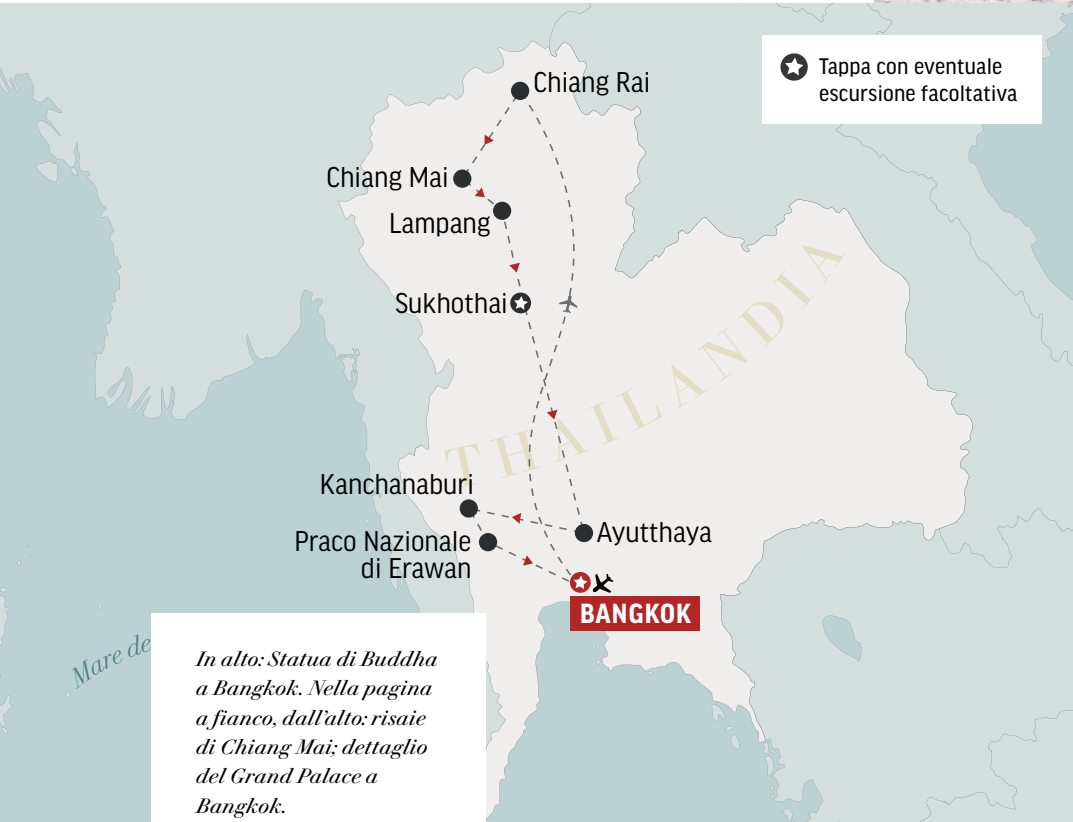 Tappa con eventuale
escursione facoltativa
Chiang Rai
Chiang Mai
Lampang
Sukhothai
THAILANDIA
Kanchanaburi
Praco Nazionale
di Erawan
Ayutthaya
BANGKOK
Mare de
In alto: Statua di Buddha
a Bangkok. Nella pagina
a fianco, dall'alto: risaie
di Chiang Mai; dettaglio
del Grand Palace a
Bangkok.